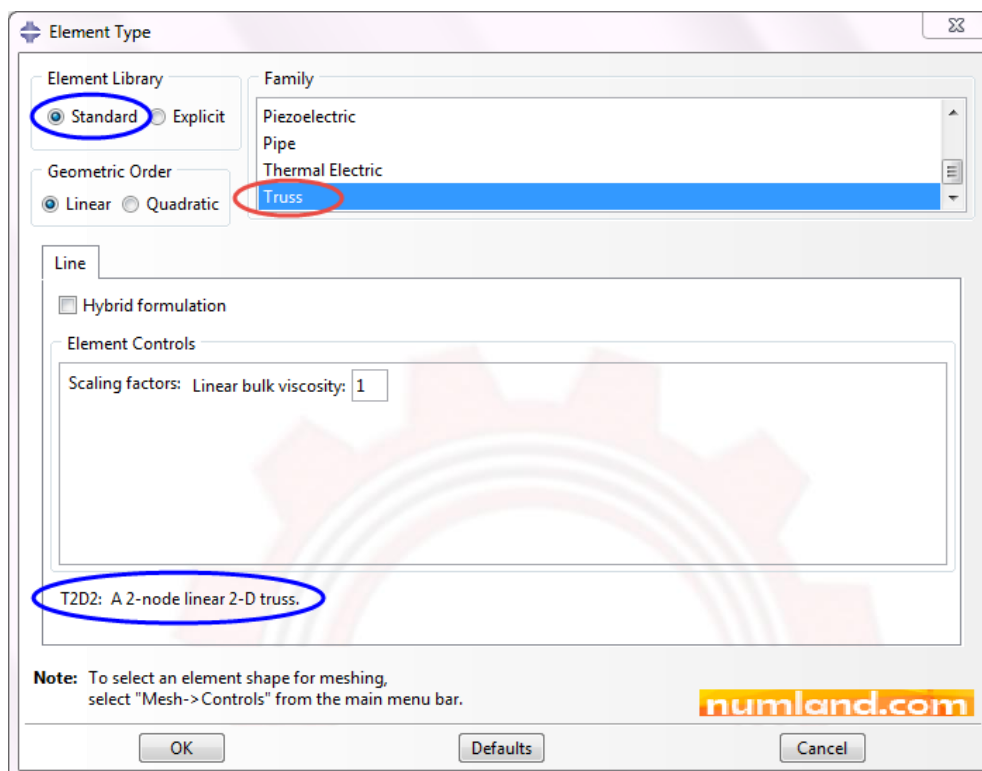 Element Type
Element Library
Standard Explicit
Family
Piezoelectric
Pipe
Thermal Electric
Truss
Geometric Order
Linear Quadratic
Line
Hybrid formulation
Element Controls
Scaling factors: Linear bulk viscosity: 1
T2D2: A 2-node linear 2-D truss.
Note: To select an element shape for meshing,
select "Mesh->Controls" from the main menu bar.
numland.com
OK Defaults Cancel